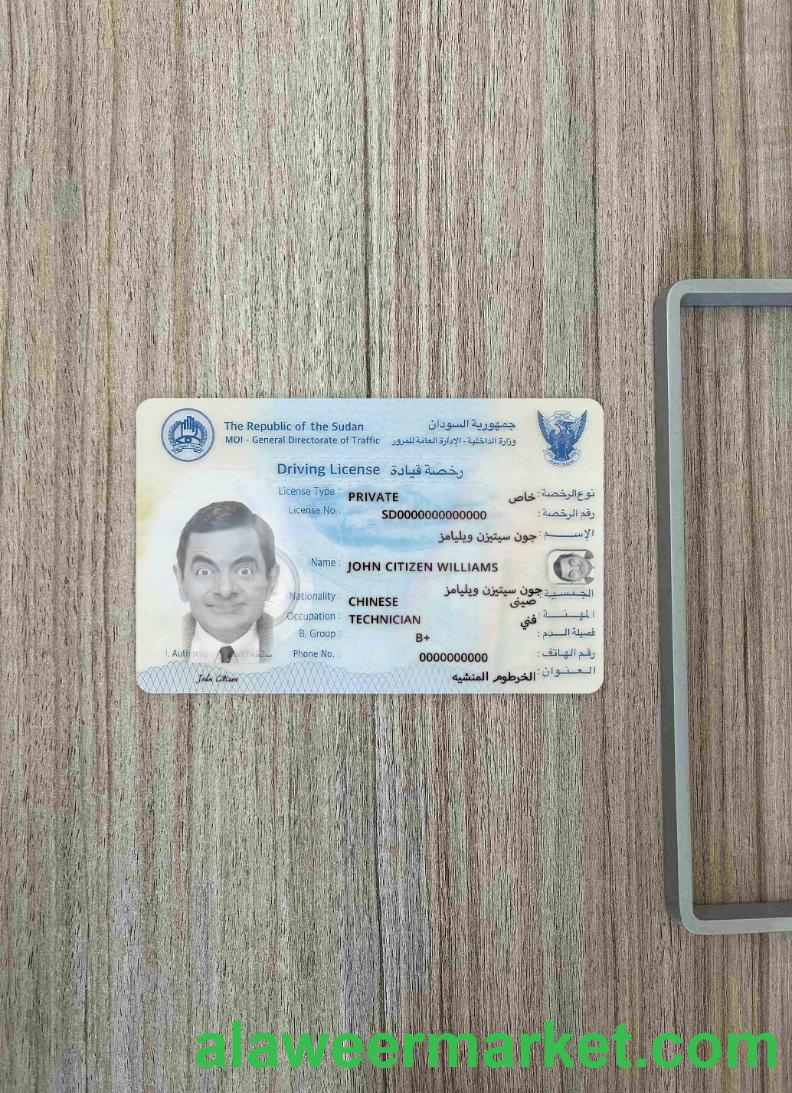 The Republic of the Sudan جمهورية السودان
MOI - General Directorate of Traffic وزارة الداخلية - الإدارة العامة للمرور
Driving License رخصة قيادة
License Type : PRIVATE خاص نوع الرخصة :
License No. : SD0000000000000 رقم الرخصة :
جون سيتيزن ويليامز الإسم :
Name : JOHN CITIZEN WILLIAMS
جون سيتيزن ويليامز
Nationality : CHINESE صينى الجنسية :
Occupation : TECHNICIAN فني المهنة :
B. Group : B+ فصيلة الدم :
Phone No. : 0000000000 رقم الهاتف :
الخرطوم المنشيه العنوان :
John Citizen
alaweermarket.com